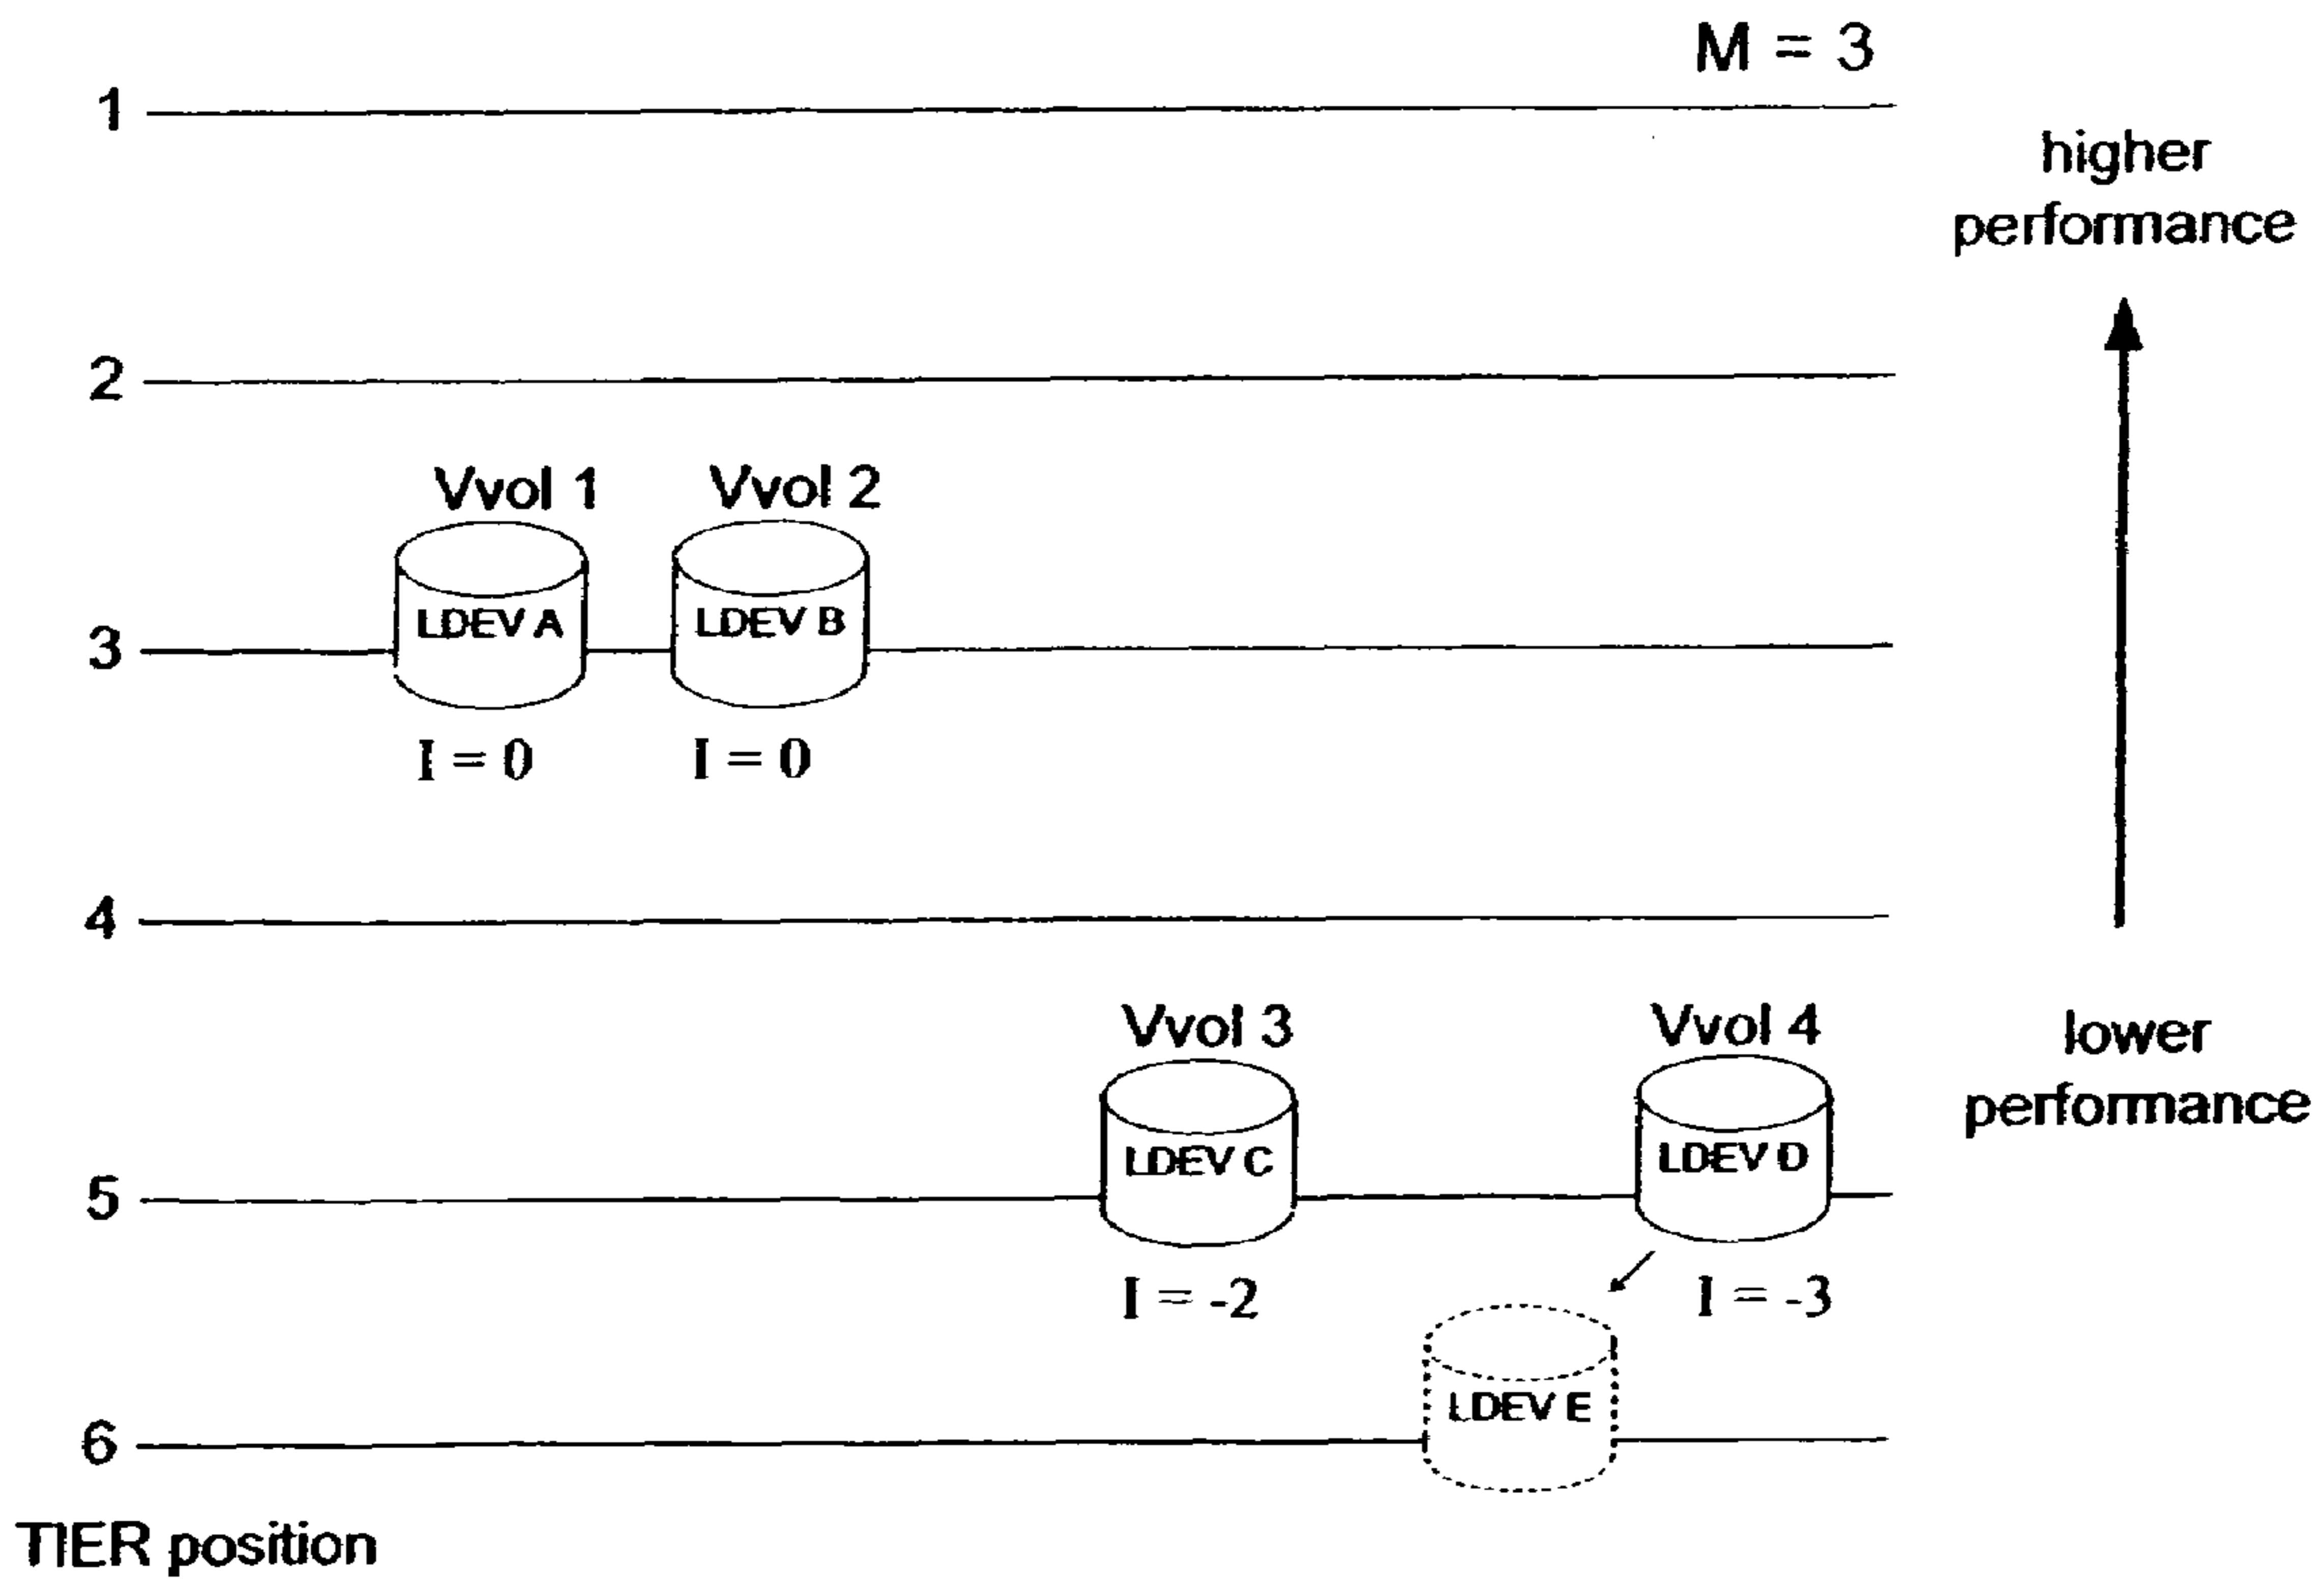 M = 3
1
higher
performance
2
Vvol 1 Vvol 2
LDEV A LDEV B
3
I = 0 I = 0
4
Vvol 3 Vvol 4
lower
performance
LDEV C LDEV D
5
I = -2 I = -3
LDEV E
6
TIER position